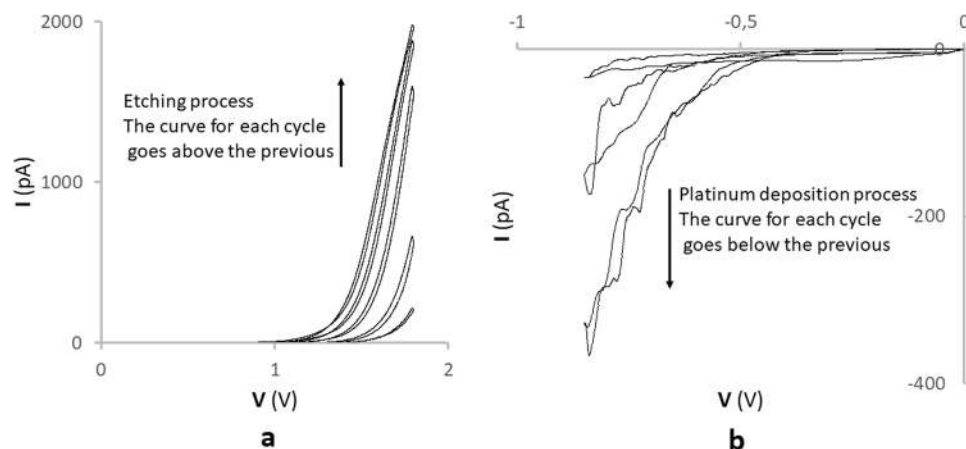 2000
Etching process
The curve for each cycle
goes above the previous
I (pA)
1000
0
0
1
2
V (V)
a
-1
-0,5
0
0
Platinum deposition process
The curve for each cycle
goes below the previous
I (pA)
-200
-400
V (V)
b